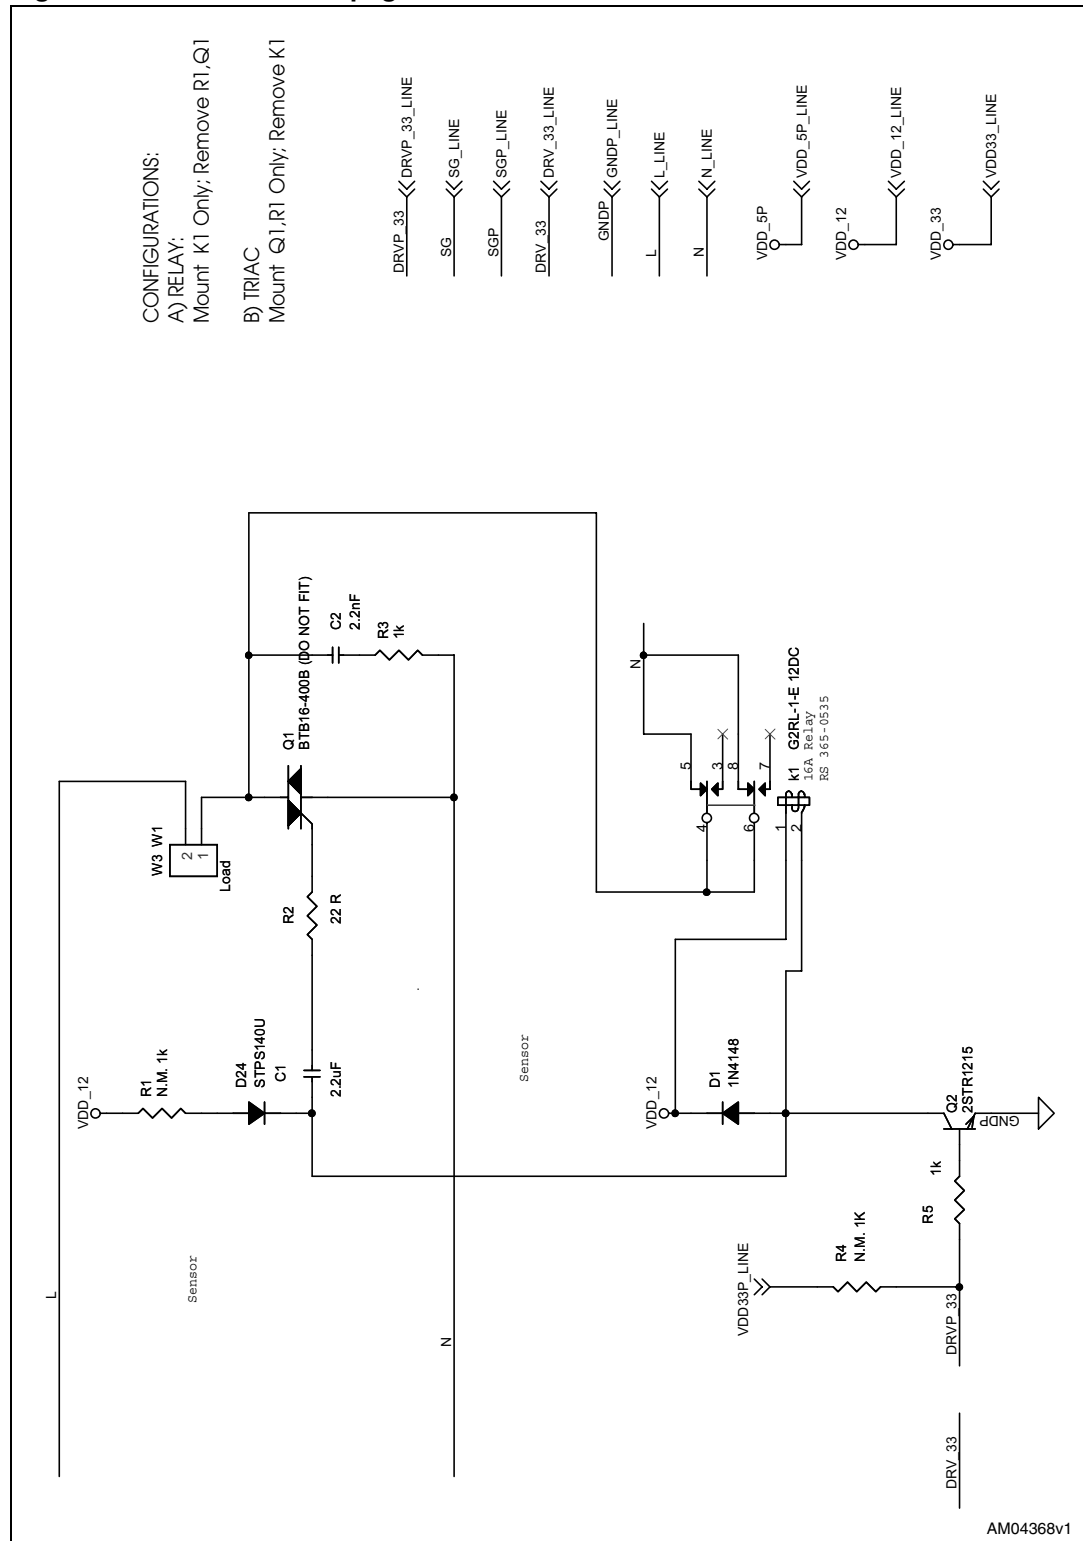 CONFIGURATIONS:
A) RELAY:
Mount K1 Only; Remove R1,Q1
B) TRIAC
Mount Q1,R1 Only; Remove K1
DRVP_33
DRVP_33_LINE
SG
SG_LINE
SGP
SGP_LINE
DRV_33
DRV_33_LINE
GNDP
GNDP_LINE
L
L_LINE
N
N_LINE
VDD_5P
VDD_5P_LINE
VDD_12
VDD_12_LINE
VDD_33
VDD33_LINE
L
W3 W1
2
1
Load
Q1
BTB16-400B (DO NOT FIT)
C2
2.2nF
R3
1k
R2
22 R
VDD_12
R1
N.M. 1k
D24
STPS140U
C1
2.2uF
Sensor
Sensor
N
N
5
3
8
7
4
6
1
2
k1 G2RL-1-E 12DC
16A Relay
RS 365-0535
VDD_12
D1
1N4148
Q2
2STR1215
GNDP
1k
R5
VDD33P_LINE
R4
N.M. 1K
DRVP_33
DRV_33
AM04368v1